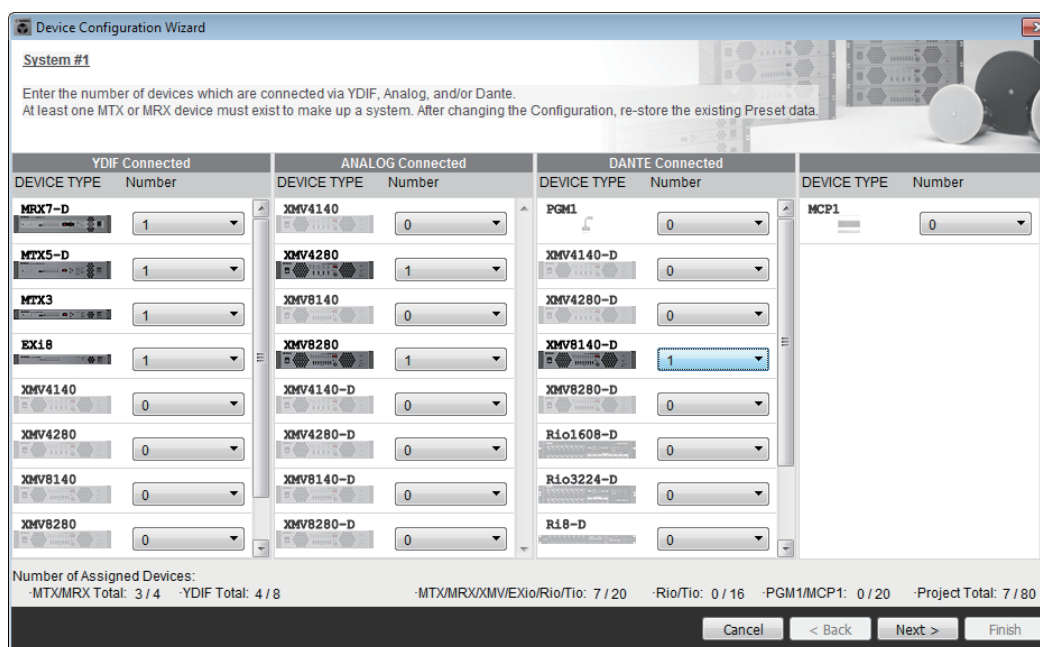 Device Configuration Wizard
System #1
Enter the number of devices which are connected via YDIF, Analog, and/or Dante.
At least one MTX or MRX device must exist to make up a system. After changing the Configuration, re-store the existing Preset data.
YDIF Connected ANALOG Connected DANTE Connected
DEVICE TYPE Number DEVICE TYPE Number DEVICE TYPE Number DEVICE TYPE Number
MRX7-D 1 XMV4140 0 PGM1 0 MCP1 0
MTX5-D 1 XMV4280 1 XMV4140-D 0
MTX3 1 XMV8140 0 XMV4280-D 0
EXi8 1 XMV8280 1 XMV8140-D 1
XMV4140 0 XMV4140-D 0 XMV8280-D 0
XMV4280 0 XMV4280-D 0 Rio1608-D 0
XMV8140 0 XMV8140-D 0 Rio3224-D 0
XMV8280 0 XMV8280-D 0 Ri8-D 0
Number of Assigned Devices:
·MTX/MRX Total: 3 / 4 ·YDIF Total: 4 / 8 ·MTX/MRX/XMV/EXio/Rio/Tio: 7 / 20 ·Rio/Tio: 0 / 16 ·PGM1/MCP1: 0 / 20 ·Project Total: 7 / 80
Cancel < Back Next > Finish